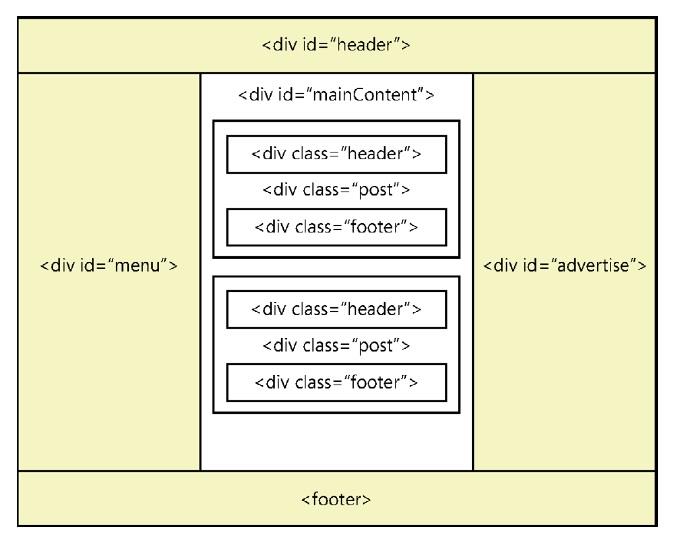 <div id=“header”>
<div id=“mainContent”>
<div class=“header”>
<div class=“post”>
<div class=“footer”>
<div id=“menu”>
<div id=“advertise”>
<div class=“header”>
<div class=“post”>
<div class=“footer”>
<footer>